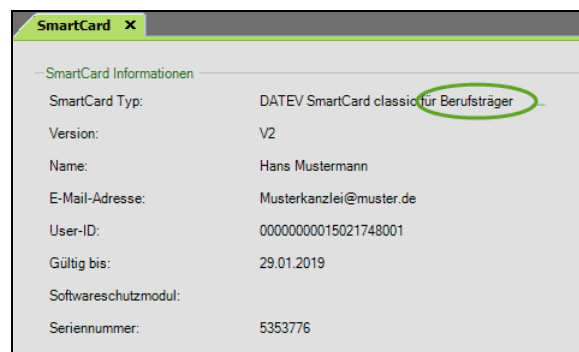 SmartCard X
SmartCard Informationen
SmartCard Typ: DATEV SmartCard classic für Berufsträger
Version: V2
Name: Hans Mustermann
E-Mail-Adresse: Musterkanzlei@muster.de
User-ID: 00000000015021748001
Gültig bis: 29.01.2019
Softwareschutzmodul:
Seriennummer: 5353776